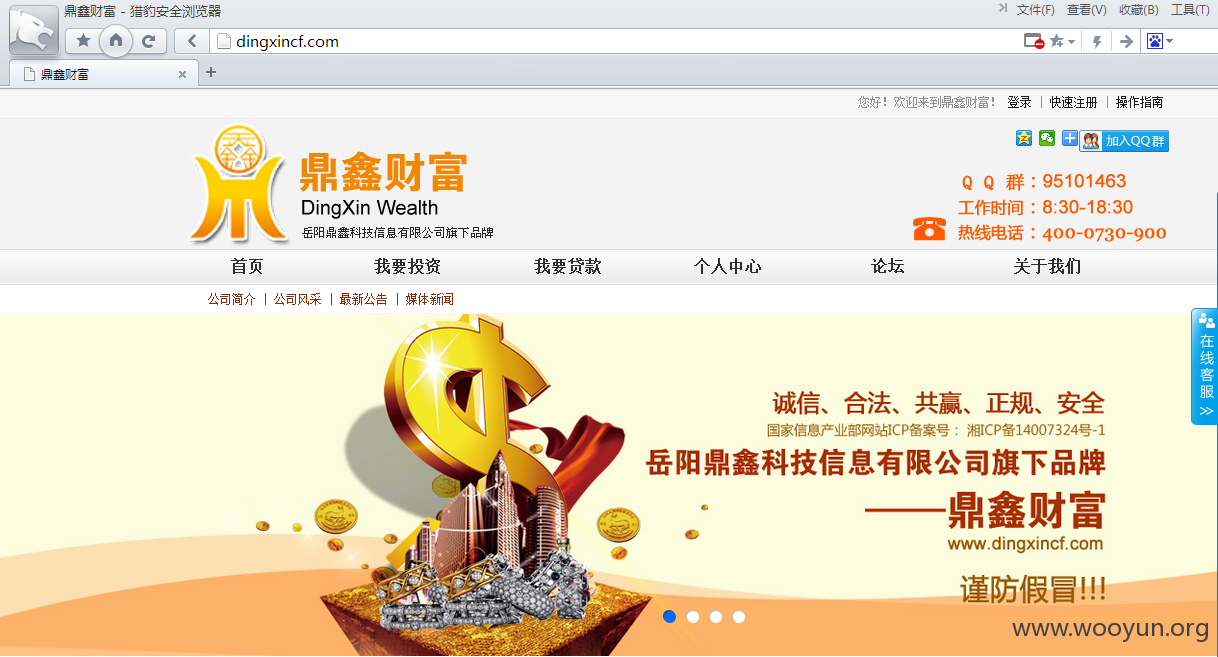 鼎鑫财富 - 猎豹安全浏览器
文件(F) 查看(V) 收藏(B) 工具(T)
dingxincf.com
鼎鑫财富
您好！欢迎来到鼎鑫财富！ 登录 | 快速注册 | 操作指南
加入QQ群
鼎鑫财富
DingXin Wealth
岳阳鼎鑫科技信息有限公司旗下品牌
Q Q 群：95101463
工作时间：8:30-18:30
热线电话：400-0730-900
首页 我要投资 我要贷款 个人中心 论坛 关于我们
公司简介 | 公司风采 | 最新公告 | 媒体新闻
在线客服
诚信、合法、共赢、正规、安全
国家信息产业部网站ICP备案号： 湘ICP备14007324号-1
岳阳鼎鑫科技信息有限公司旗下品牌
——鼎鑫财富
www.dingxincf.com
谨防假冒!!!
www.wooyun.org